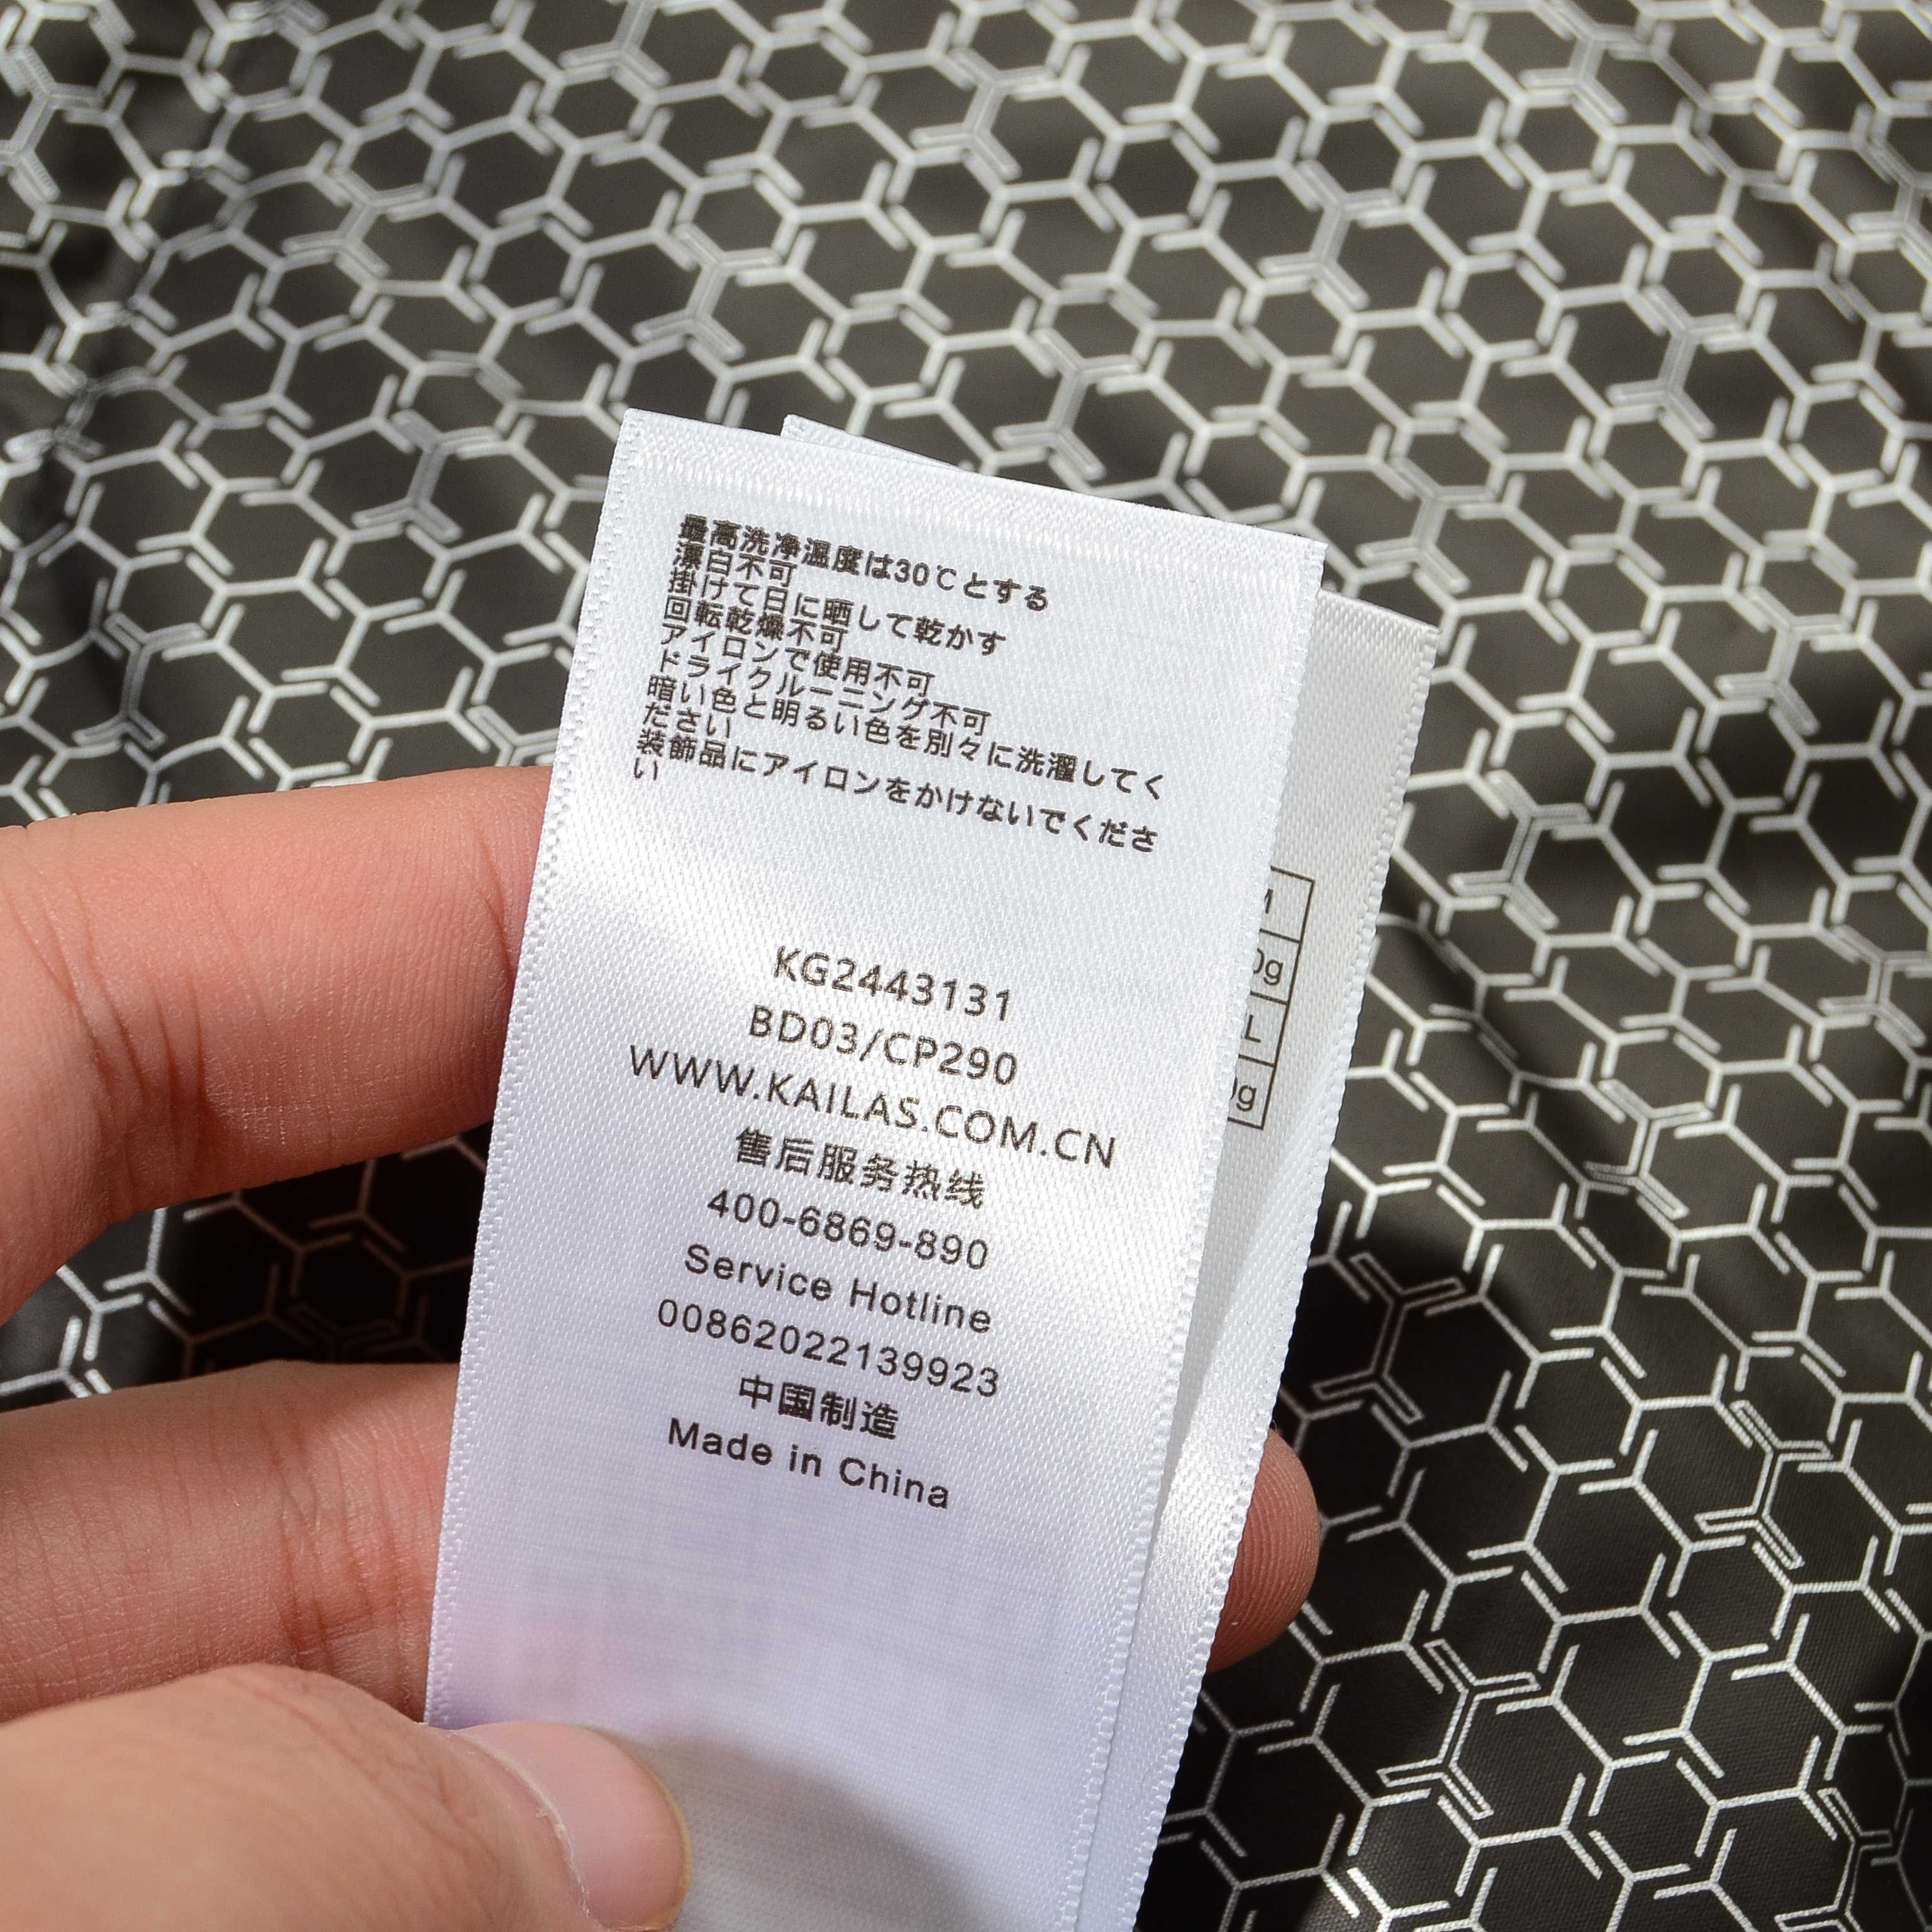 最高洗净温度は30℃とする
漂白不可
掛けて日に晒して乾かす
回転乾燥不可
アイロンで使用不可
ドライクルーニング不可
暗い色と明るい色を別々に洗濯してく
ださい
装飾品にアイロンをかけないでくださ
い
KG2443131
BD03/CP290
WWW.KAILAS.COM.CN
售后服务热线
400-6869-890
Service Hotline
00862022139923
中国制造
Made in China
L